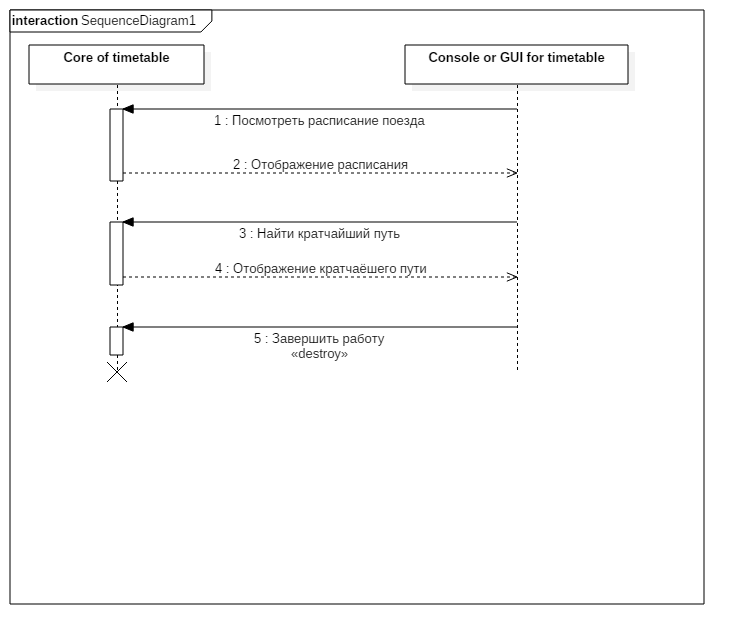 interaction SequenceDiagram1
Core of timetable
Console or GUI for timetable
1 : Посмотреть расписание поезда
2 : Отображение расписания
3 : Найти кратчайший путь
4 : Отображение кратчаёшего пути
5 : Завершить работу
«destroy»